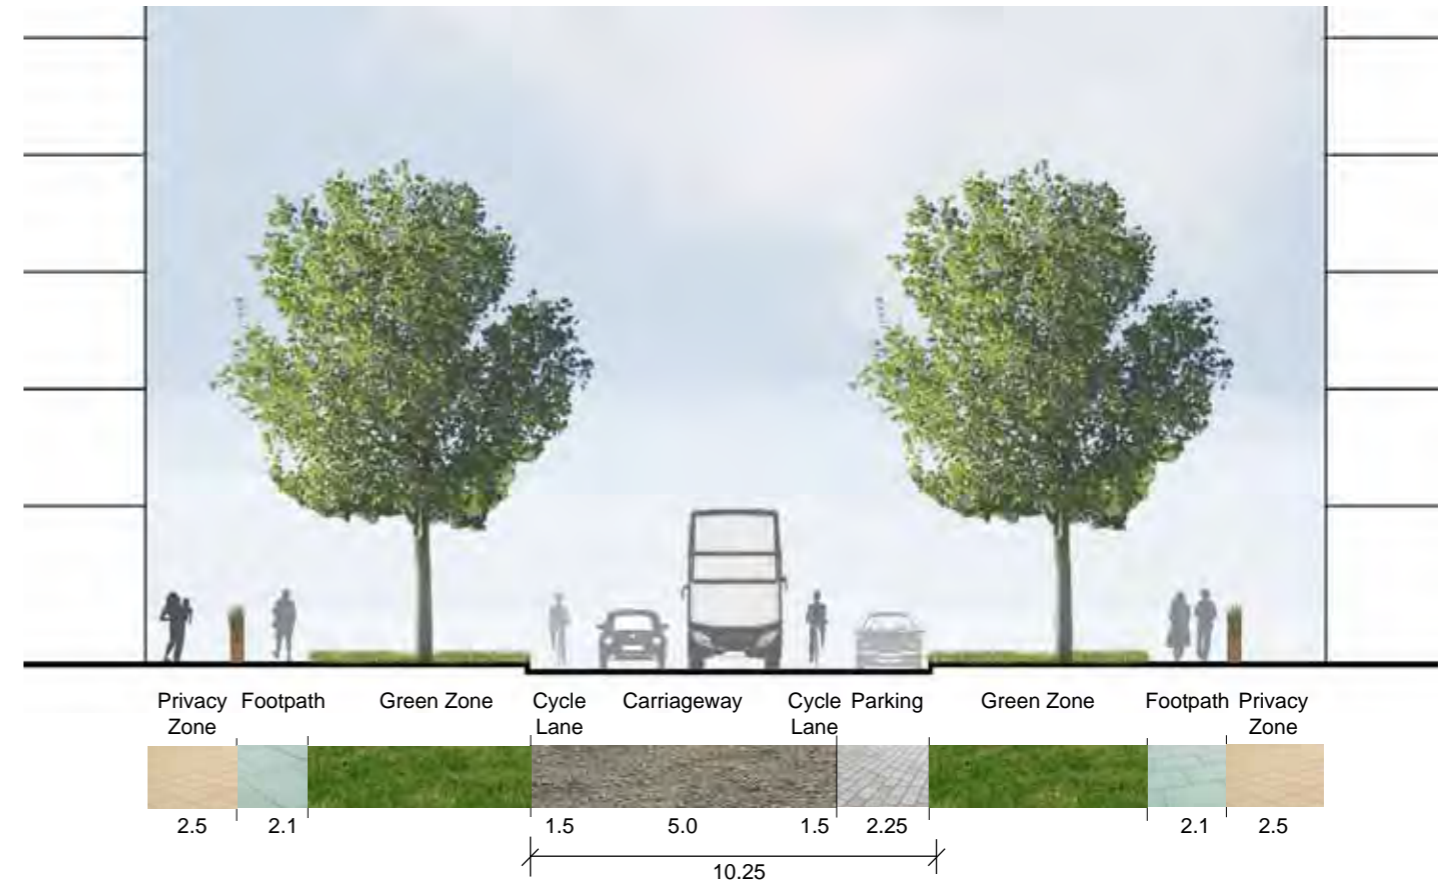 Privacy Zone
Footpath
Green Zone
Cycle Lane
Carriageway
Cycle Lane
Parking
Green Zone
Footpath
Privacy Zone
2.5 2.1 1.5 5.0 1.5 2.25 2.1 2.5
10.25